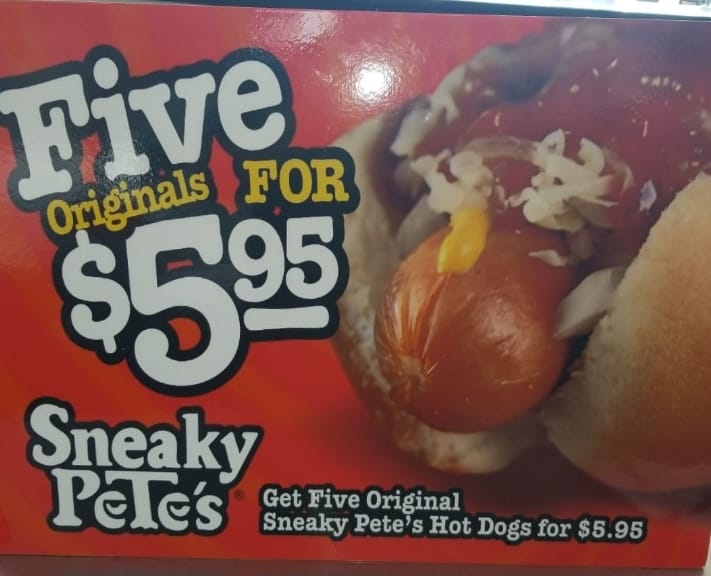 Five
Originals FOR
$5.95
Sneaky
Pete's®
Get Five Original
Sneaky Pete's Hot Dogs for $5.95